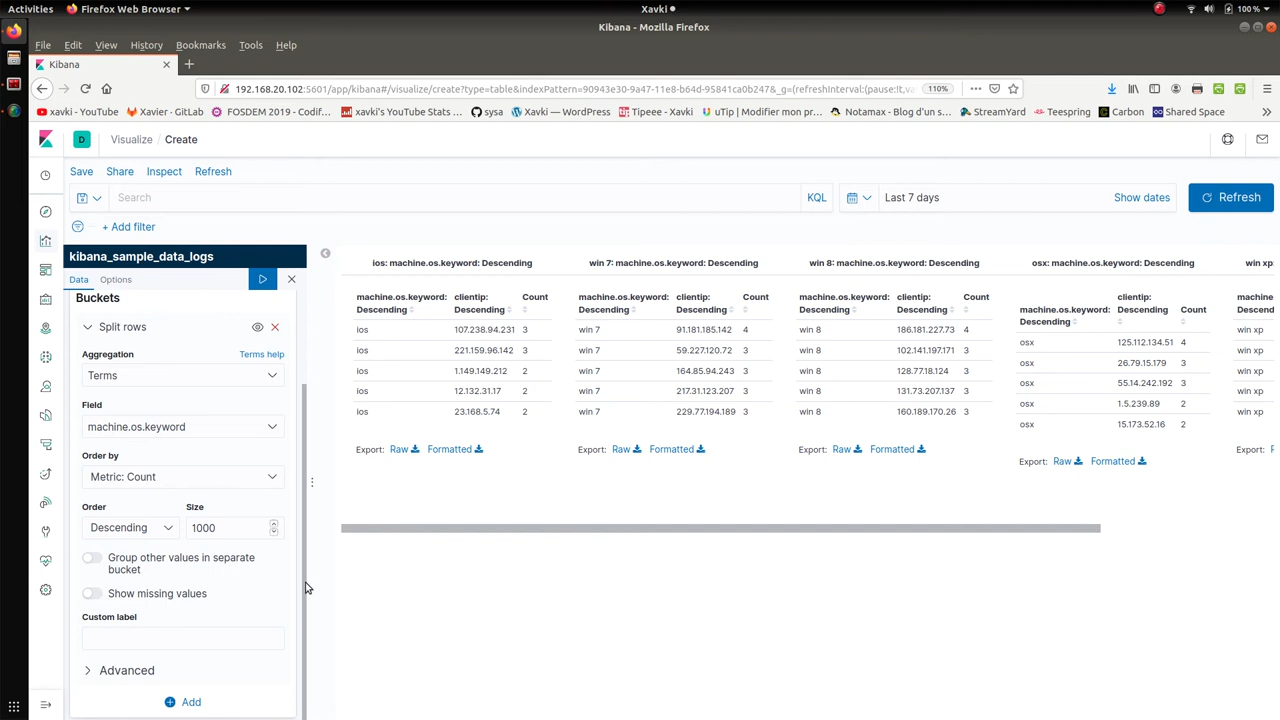 Activities Firefox Web Browser Xavki 100%
Kibana - Mozilla Firefox
File Edit View History Bookmarks Tools Help
Kibana
192.168.20.102:5601/app/kibana#/visualize/create?type=table&indexPattern=90943e30-9a47-11e8-b64d-95841ca0b247&_g=(refreshInterval:(pause:!t,va 110%
xavki - YouTube Xavier · GitLab FOSDEM 2019 - Codif... xavki's YouTube Stats ... sysa Xavki — WordPress Tipeee - Xavki uTip | Modifier mon pr... Notamax - Blog d'un s... StreamYard Teespring Carbon Shared Space
D Visualize / Create
Save Share Inspect Refresh
Search KQL Last 7 days Show dates Refresh
+ Add filter
kibana_sample_data_logs
Data Options
Buckets
Split rows
Aggregation Terms help
Terms
Field
machine.os.keyword
Order by
Metric: Count
Order Size
Descending 1000
Group other values in separate
bucket
Show missing values
Custom label
Advanced
Add
ios: machine.os.keyword: Descending
machine.os.keyword: Descending clientip: Descending Count
ios 107.238.94.231 3
ios 221.159.96.142 3
ios 1.149.149.212 2
ios 12.132.31.17 2
ios 23.168.5.74 2
Export: Raw Formatted
win 7: machine.os.keyword: Descending
machine.os.keyword: Descending clientip: Descending Count
win 7 91.181.185.142 4
win 7 59.227.120.72 3
win 7 164.85.94.243 3
win 7 217.31.123.207 3
win 7 229.77.194.189 3
Export: Raw Formatted
win 8: machine.os.keyword: Descending
machine.os.keyword: Descending clientip: Descending Count
win 8 186.181.227.73 4
win 8 102.141.197.171 3
win 8 128.77.18.124 3
win 8 131.73.207.137 3
win 8 160.189.170.26 3
Export: Raw Formatted
osx: machine.os.keyword: Descending
machine.os.keyword: Descending clientip: Descending Count
osx 125.112.134.51 4
osx 26.79.15.179 3
osx 55.14.242.192 3
osx 1.5.239.89 2
osx 15.173.52.16 2
Export: Raw Formatted
win xp:
machine
Descend
win xp
win xp
win xp
win xp
win xp
Export: R